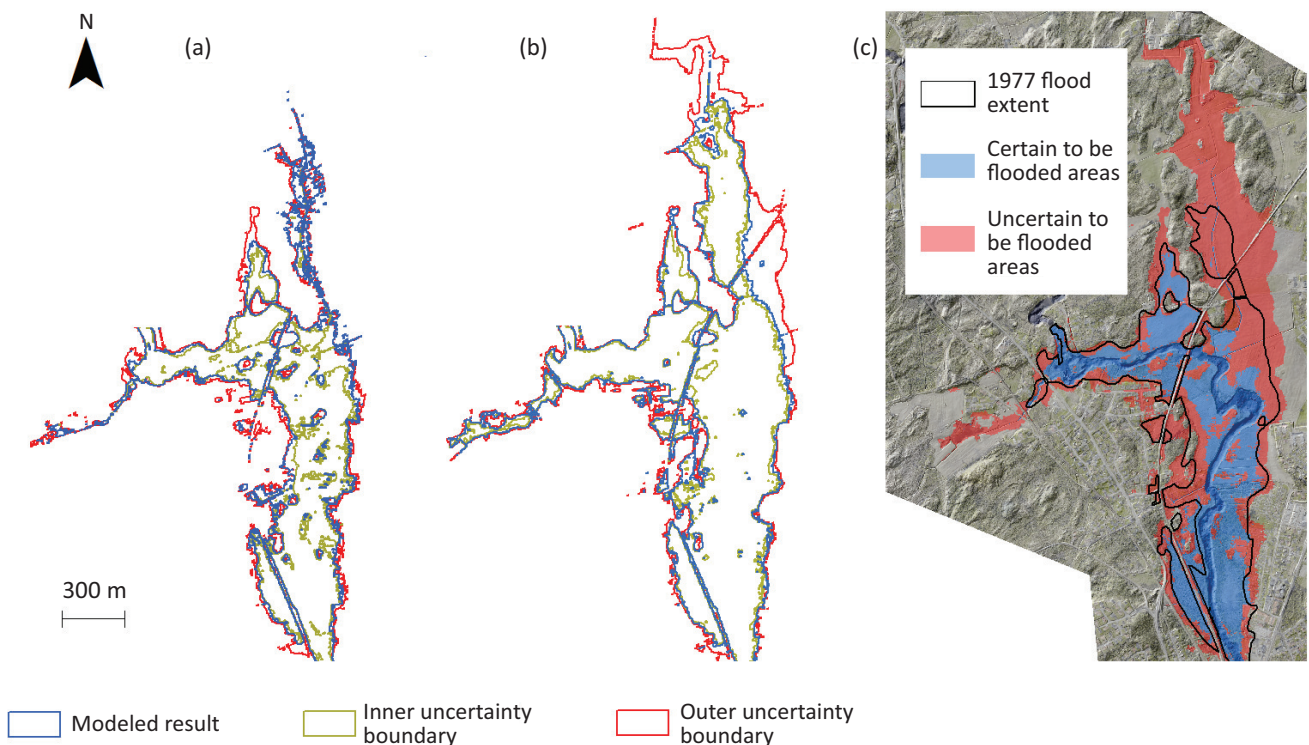 N
(a)
(b)
(c)
1977 flood
extent
Certain to be
flooded areas
Uncertain to
be flooded
areas
300 m
Modeled result
Inner uncertainty
boundary
Outer uncertainty
boundary